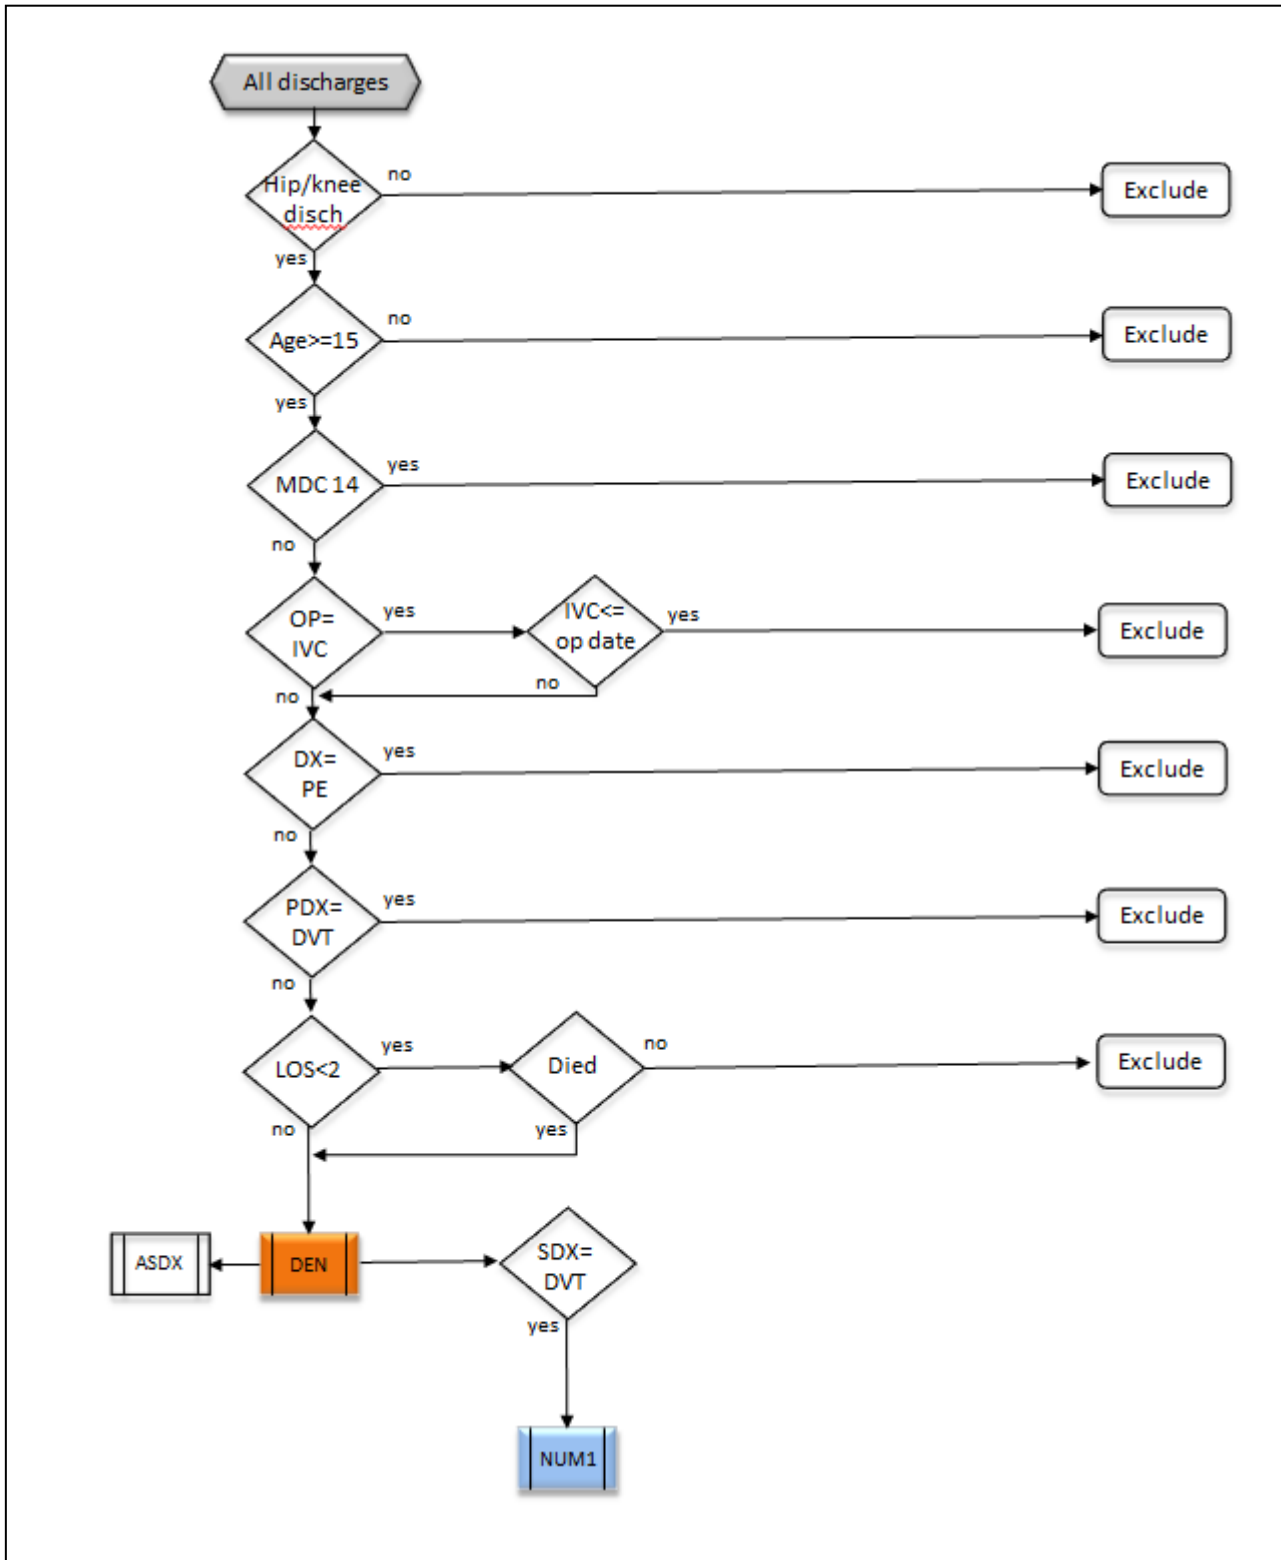 All discharges
Hip/knee
disch
no
Exclude
yes
Age>=15
no
Exclude
yes
MDC 14
yes
Exclude
no
OP=
IVC
yes
IVC<=
op date
yes
Exclude
no
no
DX=
PE
yes
Exclude
no
PDX=
DVT
yes
Exclude
no
LOS<2
yes
Died
no
Exclude
no
yes
ASDX
DEN
SDX=
DVT
yes
NUM1